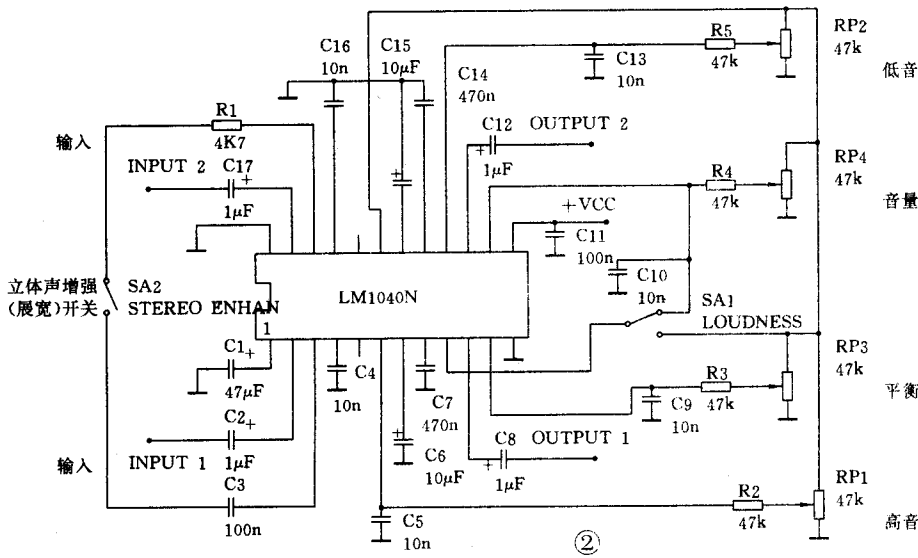 C16
10n
C15
10µF
C14
470n
R5
47k
C13
10n
RP2
47k
低音
R1
4K7
输入
C12
1µF
OUTPUT 2
INPUT 2
C17
+
1µF
+
+
R4
47k
RP4
47k
音量
+VCC
C11
100n
C10
10n
立体声增强
(展宽)开关
SA2
STEREO ENHAN
LM1040N
1
SA1
LOUDNESS
C1
+
47µF
10n
C4
C7
470n
R3
47k
C9
10n
RP3
47k
平衡
C2
+
1µF
INPUT 1
输入
+
C6
10µF
C8
+
1µF
OUTPUT 1
C3
100n
C5
10n
R2
47k
RP1
47k
高音
②